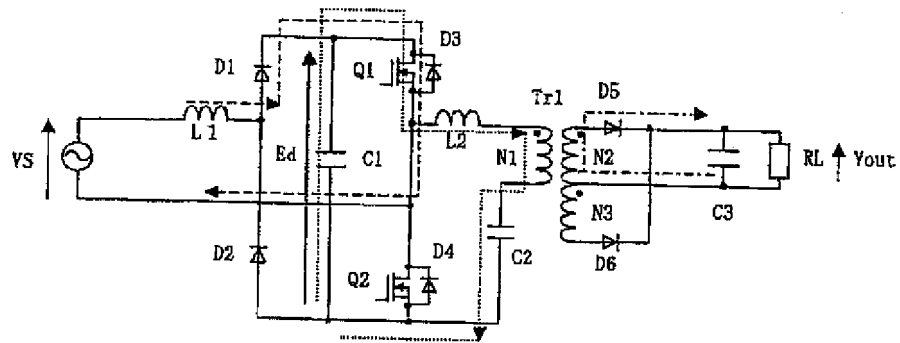 D3
D1
Q1
Tr1
D5
L1
L2
VS
Ed
C1
N1
N2
RL
Vout
N3
C3
D2
D4
C2
D6
Q2